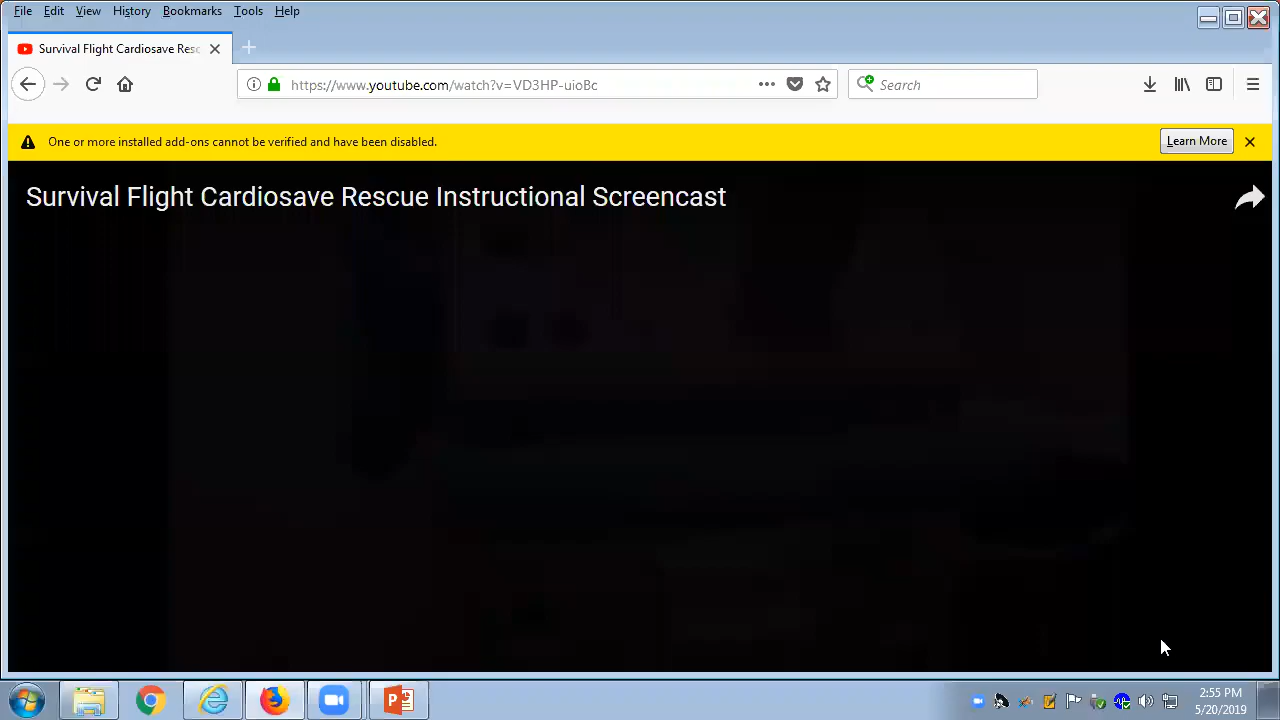 File Edit View History Bookmarks Tools Help
Survival Flight Cardiosave Resc
https://www.youtube.com/watch?v=VD3HP-uioBc
Search
One or more installed add-ons cannot be verified and have been disabled.
Learn More
Survival Flight Cardiosave Rescue Instructional Screencast
2:55 PM
5/20/2019